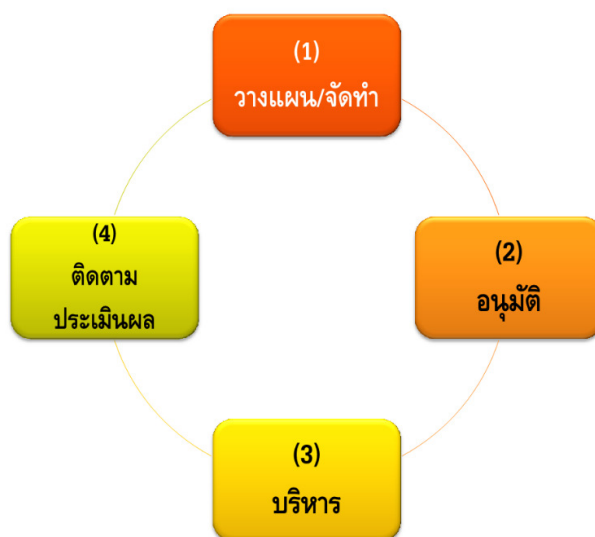 (1)
วางแผน/จัดทำ
(2)
อนุมัติ
(3)
บริหาร
(4)
ติดตาม
ประเมินผล